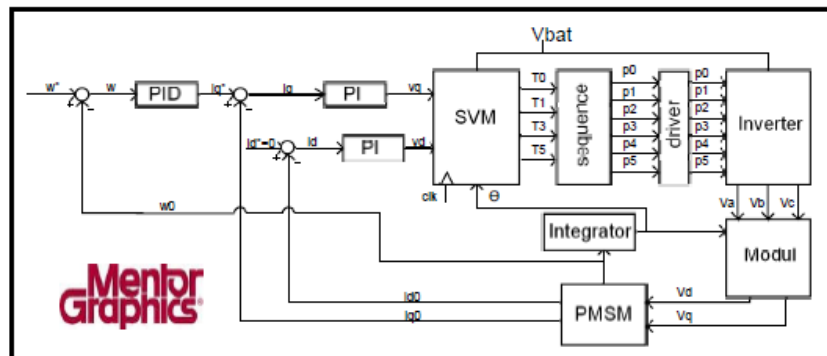 Vbat
w* w PID iq* iq PI vq
SVM
T0
T1
T3
T5
sequence
p0
p1
p2
p3
p4
p5
driver
p0
p1
p2
p3
p4
p5
Inverter
id*=0 id PI vd
clk Θ
w0
Va Vb Vc
Integrator
Modul
Mentor
Graphics®
id0
iq0
PMSM
Vd
Vq